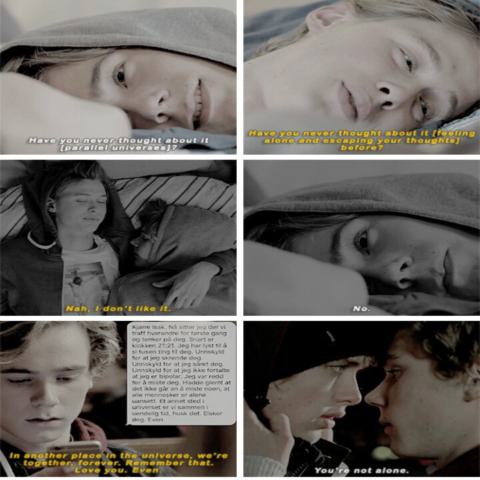 Have you never thought about it
[parallel universes]?
Have you never thought about it [feeling
alone and escaping your thoughts]
before?
Nah, I don't like it.
No.
Kjære Isak. Nå sitter jeg der vi
traff hverandre for første gang
og tenker på deg. Snart er
klokken 21:21. Jeg har lyst til å
si tusen ting til deg. Unnskyld
for at jeg skremte deg.
Unnskyld for at jeg såret deg.
Unnskyld for at jeg ikke fortalte
at jeg er bipolar. Jeg var redd
for å miste deg. Hadde glemt at
det ikke går an å miste noen, at
alle mennesker er alene
uansett. Et annet sted i
universet er vi sammen i
uendelig tid, husk det. Elsker
deg. Even
In another place in the universe, we're
together, forever. Remember that.
Love you. Even
You're not alone.